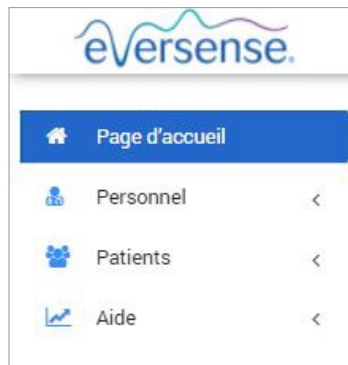 eversense.
Page d'accueil
Personnel
Patients
Aide